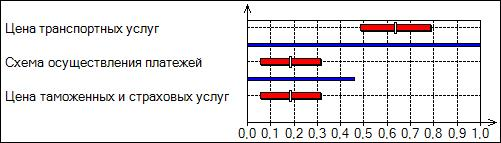 Цена транспортных услуг
Схема осуществления платежей
Цена таможенных и страховых услуг
0,0 0,1 0,2 0,3 0,4 0,5 0,6 0,7 0,8 0,9 1,0